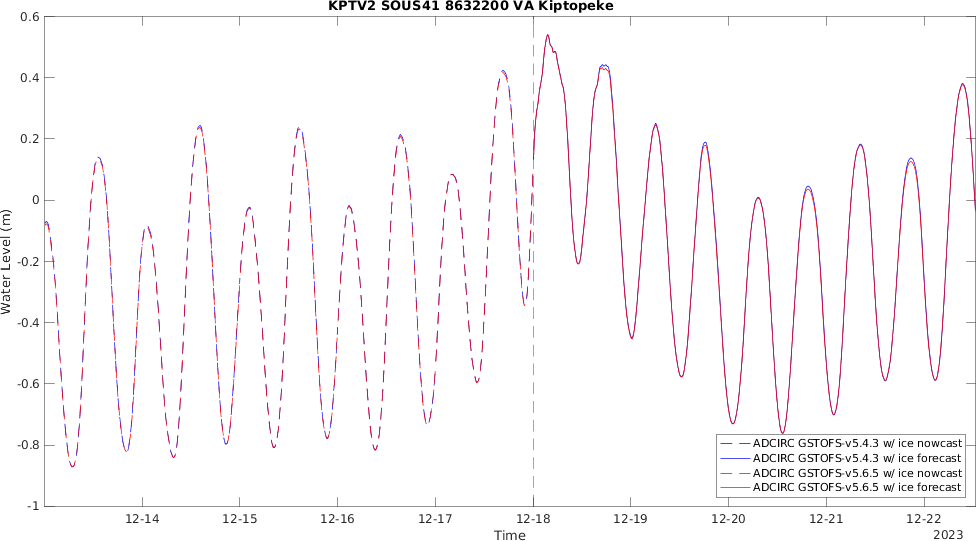 KPTV2 SOUS41 8632200 VA Kiptopeke
0.6
0.4
0.2
0
-0.2
-0.4
-0.6
-0.8
-1
Water Level (m)
ADCIRC GSTOFS-v5.4.3 w/ ice nowcast
ADCIRC GSTOFS-v5.4.3 w/ ice forecast
ADCIRC GSTOFS-v5.6.5 w/ ice nowcast
ADCIRC GSTOFS-v5.6.5 w/ ice forecast
12-14 12-15 12-16 12-17 12-18 12-19 12-20 12-21 12-22
Time
2023